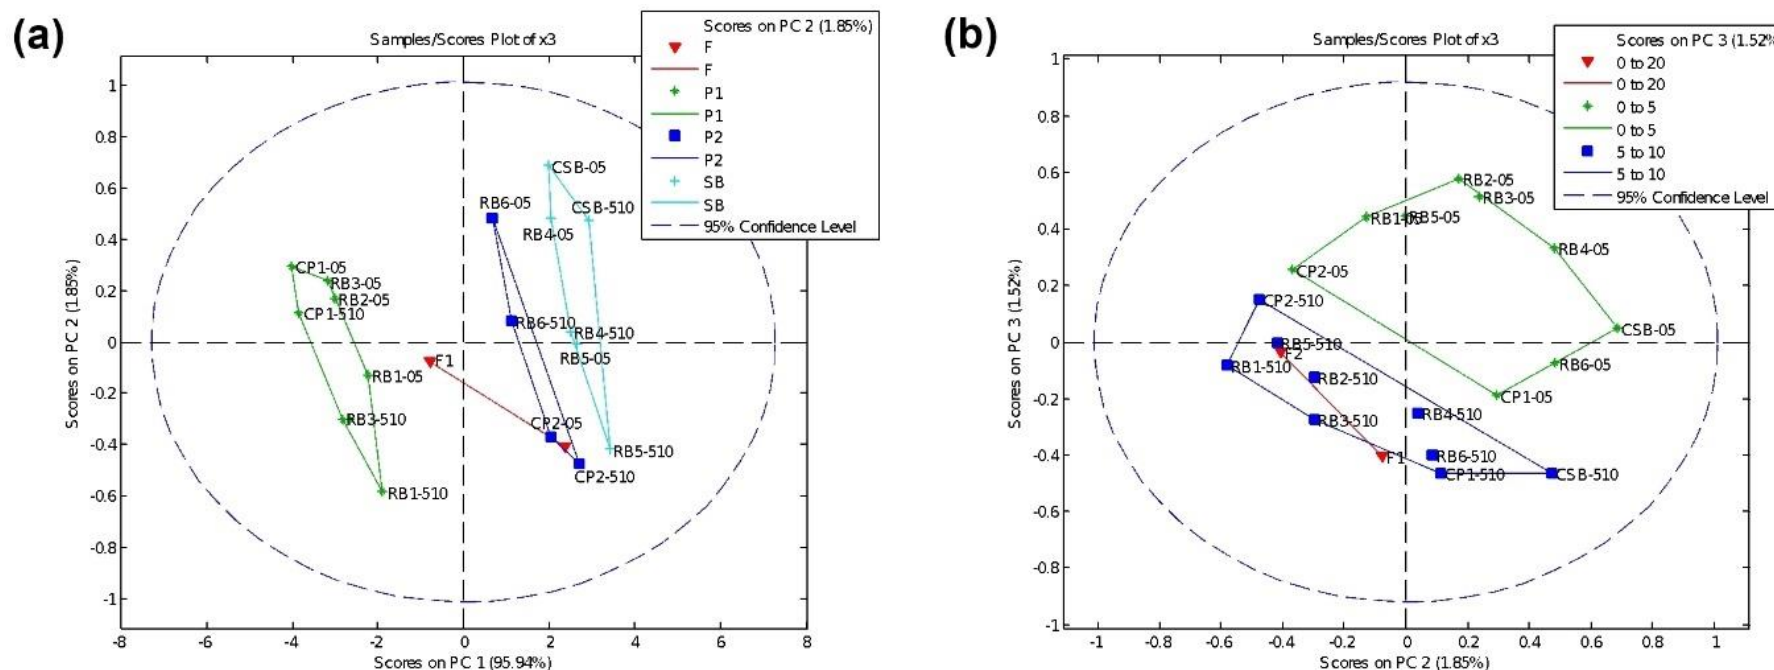 (a)
Samples/Scores Plot of x3
Scores on PC 2 (1.85%)
F
F
P1
P1
P2
P2
SB
SB
95% Confidence Level
Scores on PC 2 (1.85%)
1
0.8
0.6
0.4
0.2
0
-0.2
-0.4
-0.6
-0.8
-1
CSB-05
RB6-05
CSB-510
RB4-05
CP1-05
RB3-05
RB2-05
CP1-510
RB6-510
RB4-510
RB5-05
F1
RB1-05
RB3-510
CP2-05
RB5-510
CP2-510
RB1-510
-8
-6
-4
-2
0
2
4
6
8
Scores on PC 1 (95.94%)
(b)
Samples/Scores Plot of x3
Scores on PC 3 (1.52%
0 to 20
0 to 20
0 to 5
0 to 5
5 to 10
5 to 10
95% Confidence Level
Scores on PC 3 (1.52%)
1
0.8
0.6
0.4
0.2
0
-0.2
-0.4
-0.6
-0.8
-1
RB2-05
RB3-05
RB1-05
RB5-05
RB4-05
CP2-05
CP2-510
CSB-05
RB5-510
F2
RB1-510
RB2-510
RB6-05
CP1-05
RB3-510
RB4-510
F1
RB6-510
CP1-510
CSB-510
-1
-0.8
-0.6
-0.4
-0.2
0
0.2
0.4
0.6
0.8
1
Scores on PC 2 (1.85%)